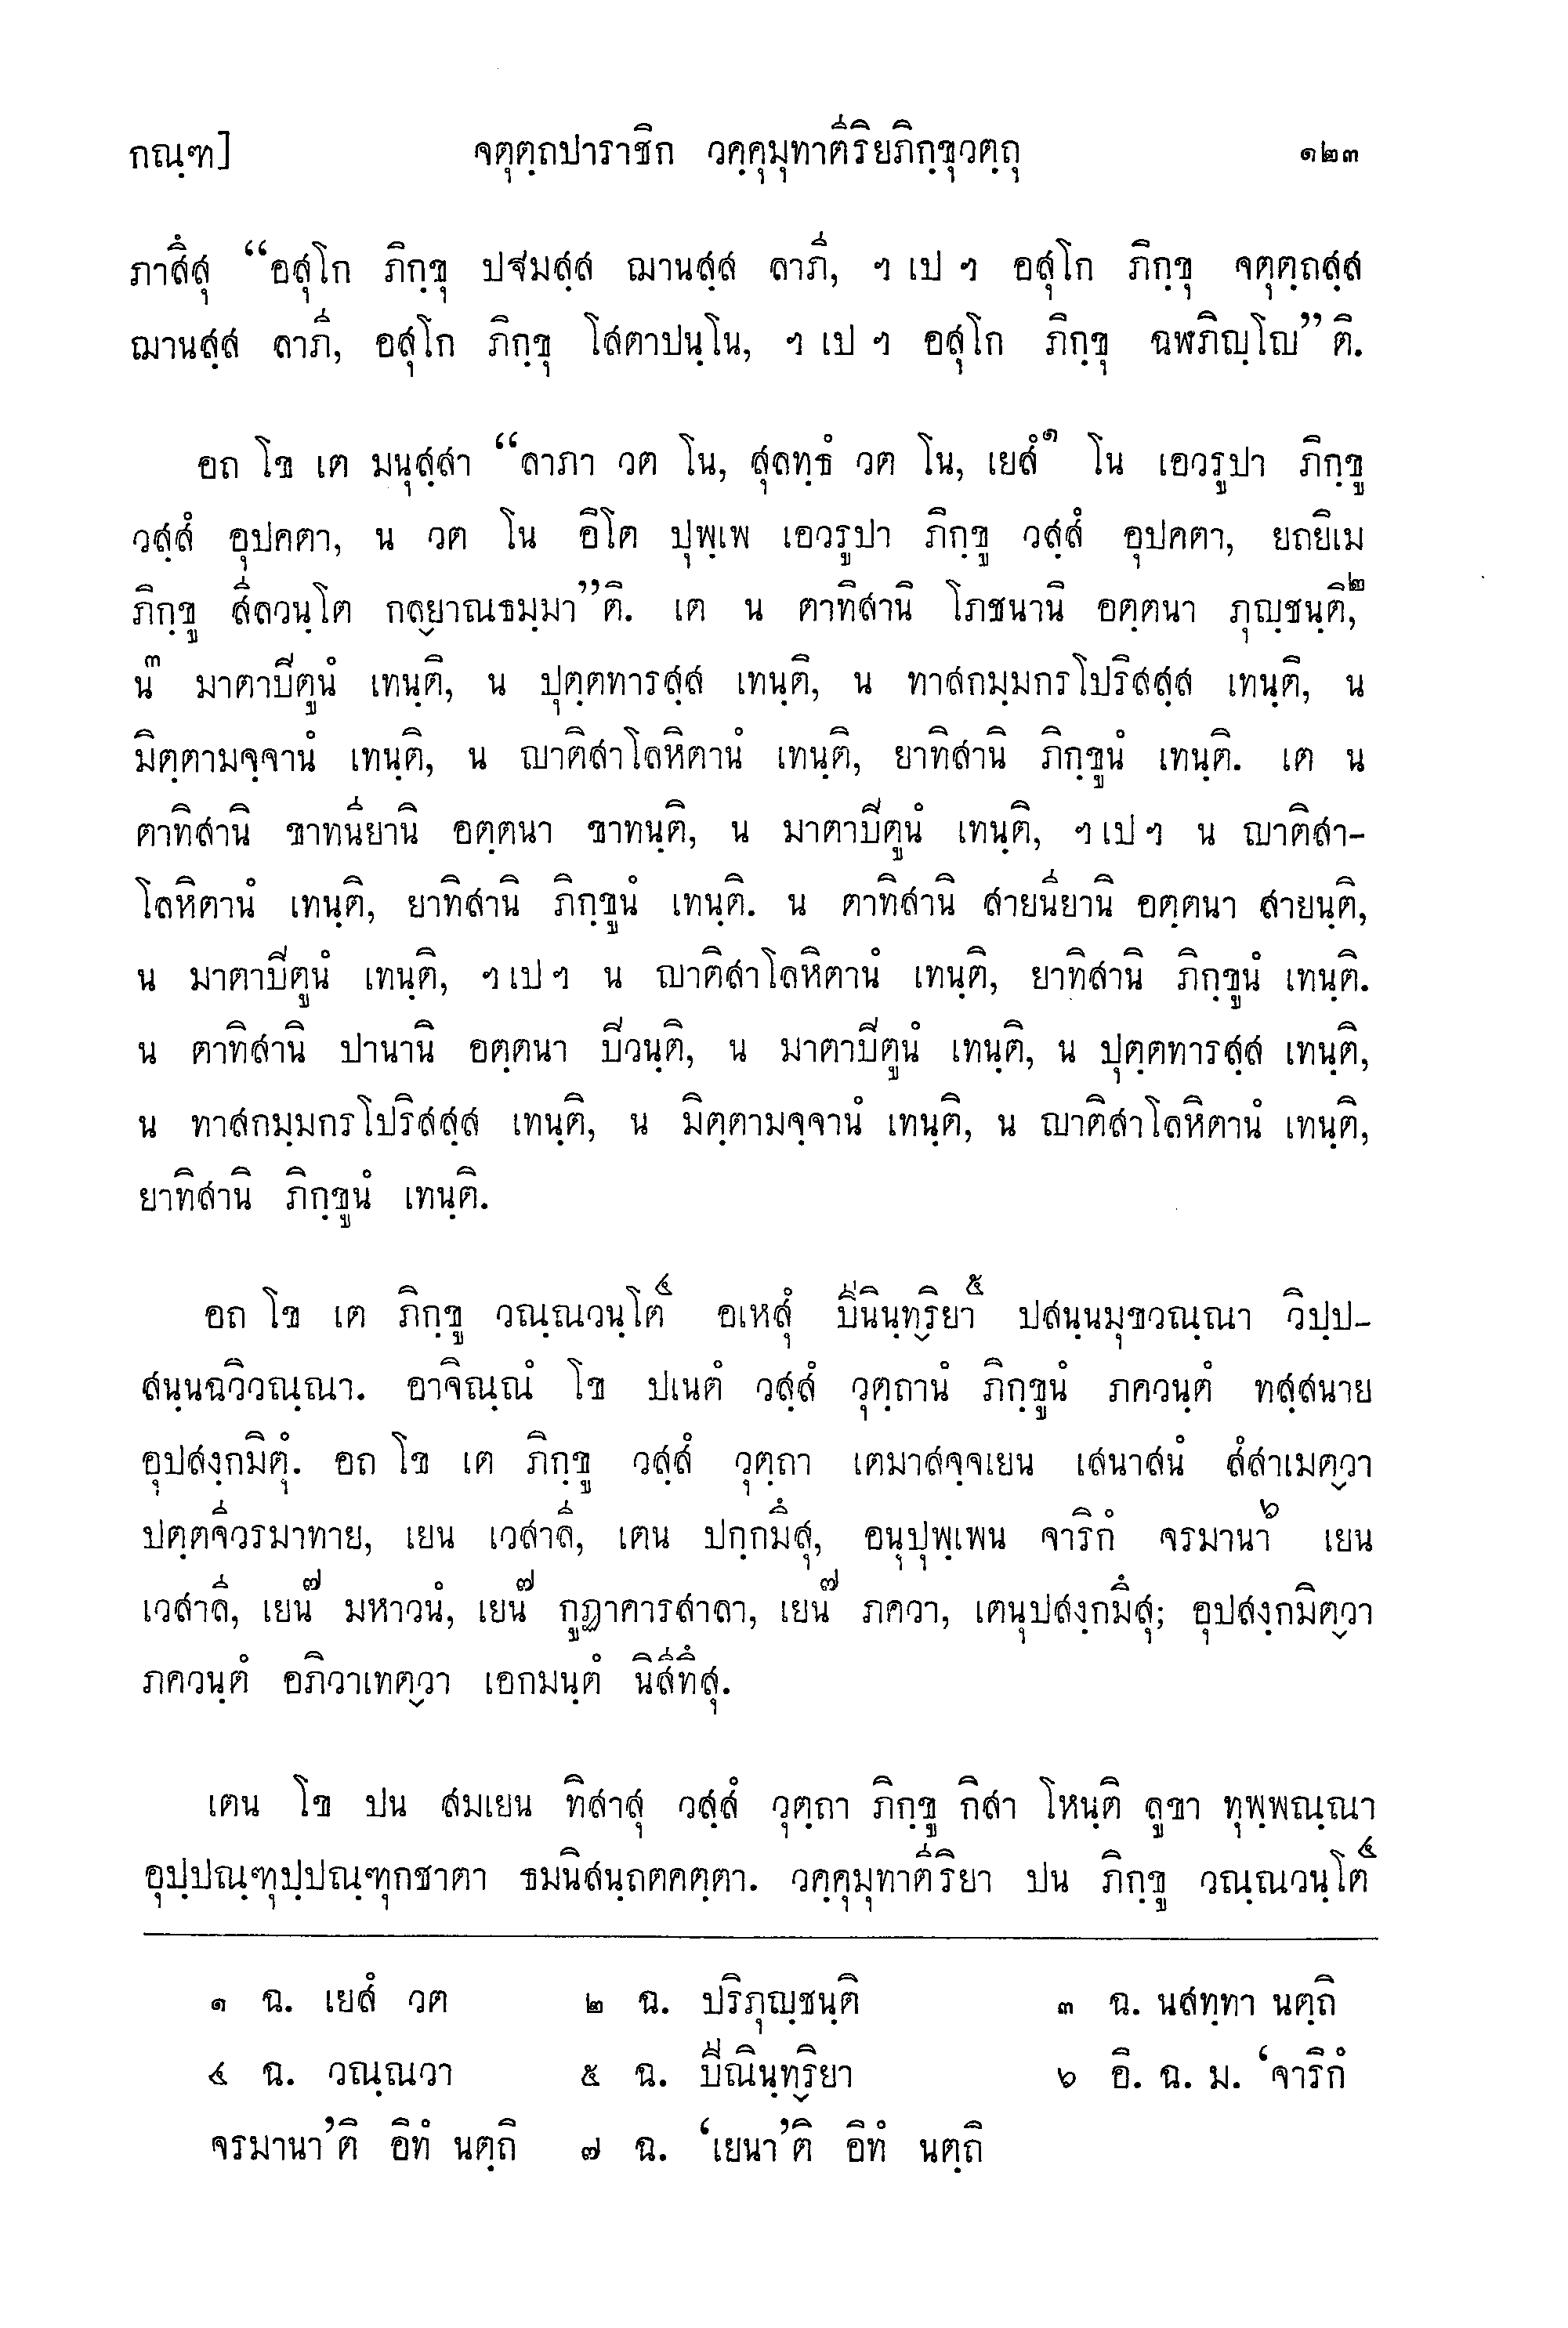 กณฺฑ] จตุตฺถปาราชิก วคฺคุมุทาตีริยภิกฺขุวตฺถุ ๑๒๓
ภาสึสุ “อสุโก ภิกฺขุ ปฐมสฺส ฌานสฺส ลาภี, ฯ เป ฯ อสุโก ภิกฺขุ จตุตฺถสฺส
ฌานสฺส ลาภี, อสุโก ภิกฺขุ โสตาปนฺโน, ฯ เป ฯ อสุโก ภิกฺขุ ฉฬภิญฺโญ” ติ.
อถ โข เต มนุสฺสา “ลาภา วต โน, สุลทฺธํ วต โน, เยสํ๑ โน เอวรูปา ภิกฺขู
วสฺสํ อุปคตา, น วต โน อิโต ปุพฺเพ เอวรูปา ภิกฺขู วสฺสํ อุปคตา, ยถยิเม
ภิกฺขู สีลวนฺโต กลฺยาณธมฺมา”ติ. เต น ตาทิสานิ โภชนานิ อตฺตนา ภุญฺชนฺติ,๒
น๓ มาตาปิตูนํ เทนฺติ, น ปุตฺตทารสฺส เทนฺติ, น ทาสกมฺมกรโปริสสฺส เทนฺติ, น
มิตฺตามจฺจานํ เทนฺติ, น ญาติสาโลหิตานํ เทนฺติ, ยาทิสานิ ภิกฺขูนํ เทนฺติ. เต น
ตาทิสานิ ขาทนียานิ อตฺตนา ขาทนฺติ, น มาตาปิตูนํ เทนฺติ, ฯ เป ฯ น ญาติสา-
โลหิตานํ เทนฺติ, ยาทิสานิ ภิกฺขูนํ เทนฺติ. น ตาทิสานิ สายนียานิ อตฺตนา สายนฺติ,
น มาตาปิตูนํ เทนฺติ, ฯ เป ฯ น ญาติสาโลหิตานํ เทนฺติ, ยาทิสานิ ภิกฺขูนํ เทนฺติ.
น ตาทิสานิ ปานานิ อตฺตนา ปิวนฺติ, น มาตาปิตูนํ เทนฺติ, น ปุตฺตทารสฺส เทนฺติ,
น ทาสกมฺมกรโปริสสฺส เทนฺติ, น มิตฺตามจฺจานํ เทนฺติ, น ญาติสาโลหิตานํ เทนฺติ,
ยาทิสานิ ภิกฺขูนํ เทนฺติ.
อถ โข เต ภิกฺขู วณฺณวนฺโต๔ อเหสุํ ปีนินฺทฺริยา๕ ปสนฺนมุขวณฺณา วิปฺป-
สนฺนฉวิวณฺณา. อาจิณฺณํ โข ปเนตํ วสฺสํ วุตฺถานํ ภิกฺขูนํ ภควนฺตํ ทสฺสนาย
อุปสงฺกมิตุํ. อถ โข เต ภิกฺขู วสฺสํ วุตฺถา เตมาสจฺจเยน เสนาสนํ สํสาเมตฺวา
ปตฺตจีวรมาทาย, เยน เวสาลี, เตน ปกฺกมึสุ, อนุปุพฺเพน จาริกํ จรมานา๖ เยน
เวสาลี, เยน๗ มหาวนํ, เยน๗ กูฏาคารสาลา, เยน๗ ภควา, เตนุปสงฺกมึสุ; อุปสงฺกมิตฺวา
ภควนฺตํ อภิวาเทตฺวา เอกมนฺตํ นิสีทึสุ.
เตน โข ปน สมเยน ทิสาสุ วสฺสํ วุตฺถา ภิกฺขู กิสา โหนฺติ ลูขา ทุพฺพณฺณา
อุปฺปณฺฑุปฺปณฺฑุกชาตา ธมนิสนฺถตคตฺตา. วคฺคุมุทาตีริยา ปน ภิกฺขู วณฺณวนฺโต๔
๑ ฉ. เยสํ วต ๒ ฉ. ปริภุญฺชนฺติ ๓ ฉ. นสทฺทา นตฺถิ
๔ ฉ. วณฺณวา ๕ ฉ. ปีณินฺทฺริยา ๖ อิ. ฉ. ม. ‘จาริกํ
จรมานา’ติ อิทํ นตฺถิ ๗ ฉ. ‘เยนา’ติ อิทํ นตฺถิ